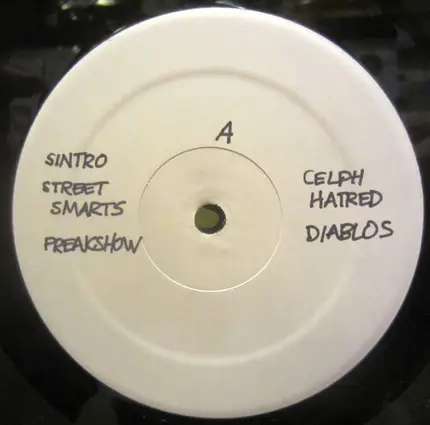 A
SINTRO
STREET
SMARTS
FREAKSHOW
CELPH
HATRED
DIABLOS